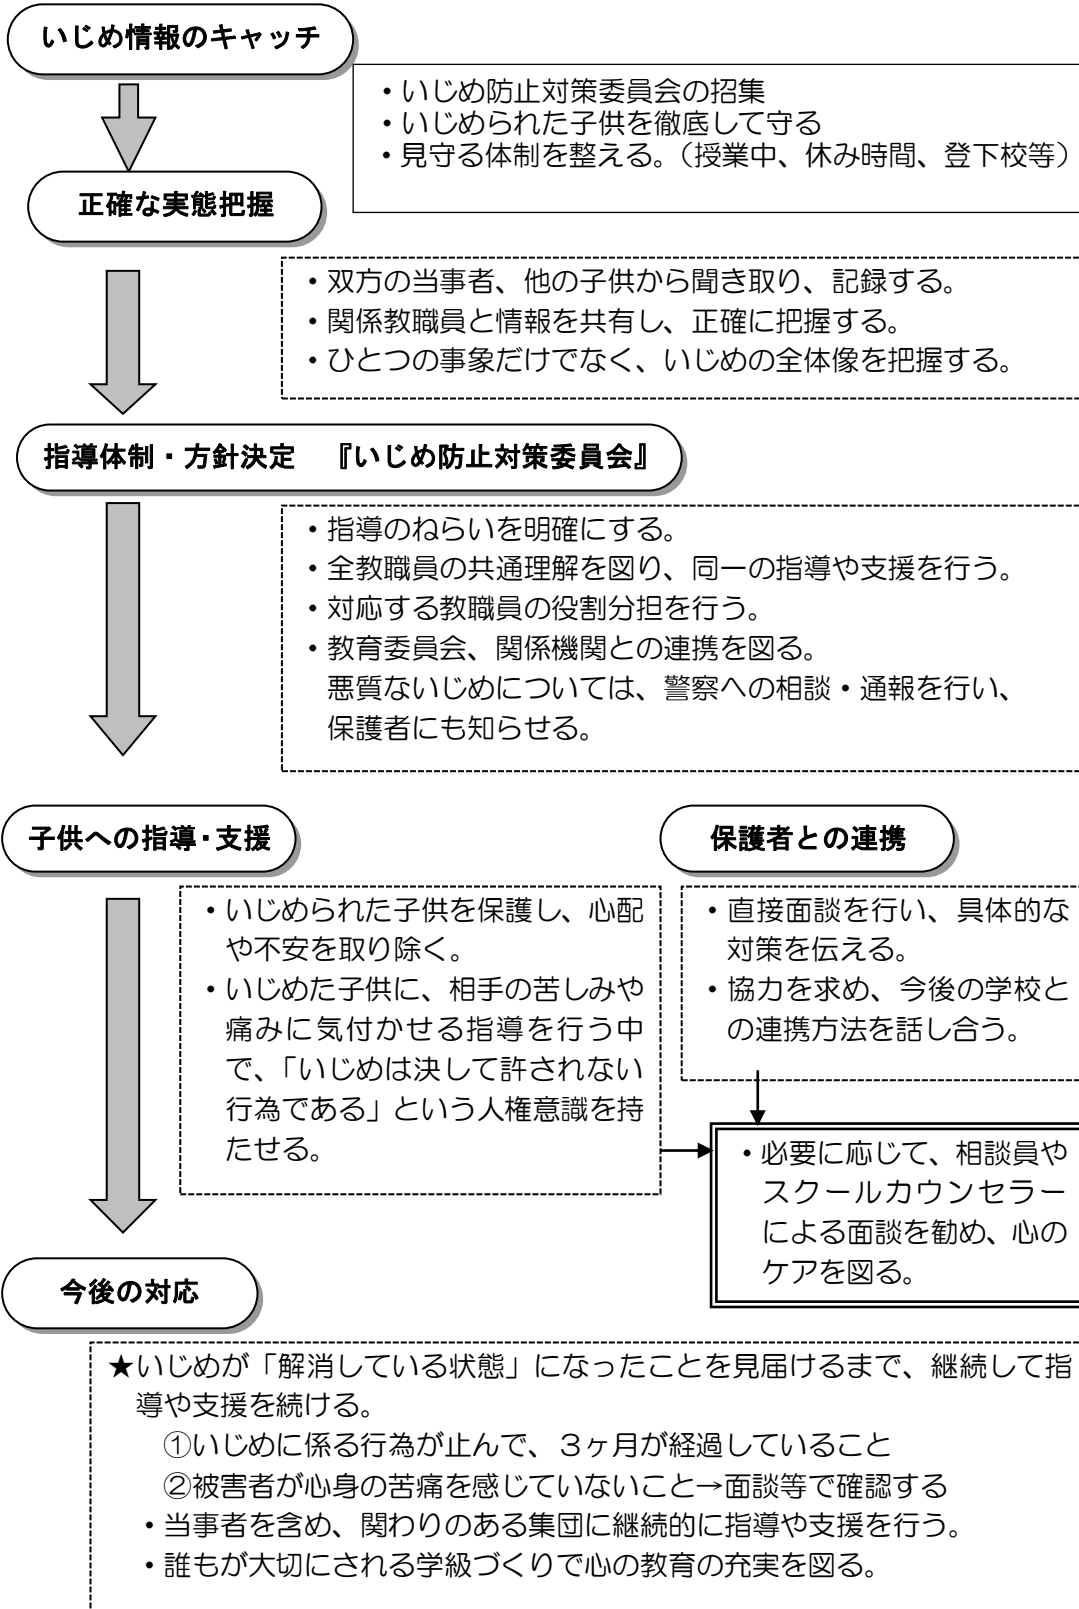 いじめ情報のキャッチ
・いじめ防止対策委員会の招集
・いじめられた子供を徹底して守る
・見守る体制を整える。（授業中、休み時間、登下校等）
正確な実態把握
・双方の当事者、他の子供から聞き取り、記録する。
・関係教職員と情報を共有し、正確に把握する。
・ひとつの事象だけでなく、いじめの全体像を把握する。
指導体制・方針決定　『いじめ防止対策委員会』
・指導のねらいを明確にする。
・全教職員の共通理解を図り、同一の指導や支援を行う。
・対応する教職員の役割分担を行う。
・教育委員会、関係機関との連携を図る。
悪質ないじめについては、警察への相談・通報を行い、
保護者にも知らせる。
子供への指導・支援
・いじめられた子供を保護し、心配
や不安を取り除く。
・いじめた子供に、相手の苦しみや
痛みに気付かせる指導を行う中
で、「いじめは決して許されない
行為である」という人権意識を持
たせる。
保護者との連携
・直接面談を行い、具体的な
対策を伝える。
・協力を求め、今後の学校と
の連携方法を話し合う。
・必要に応じて、相談員や
スクールカウンセラー
による面談を勧め、心の
ケアを図る。
今後の対応
★いじめが「解消している状態」になったことを見届けるまで、継続して指
導や支援を続ける。
①いじめに係る行為が止んで、３ヶ月が経過していること
②被害者が心身の苦痛を感じていないこと→面談等で確認する
・当事者を含め、関わりのある集団に継続的に指導や支援を行う。
・誰もが大切にされる学級づくりで心の教育の充実を図る。